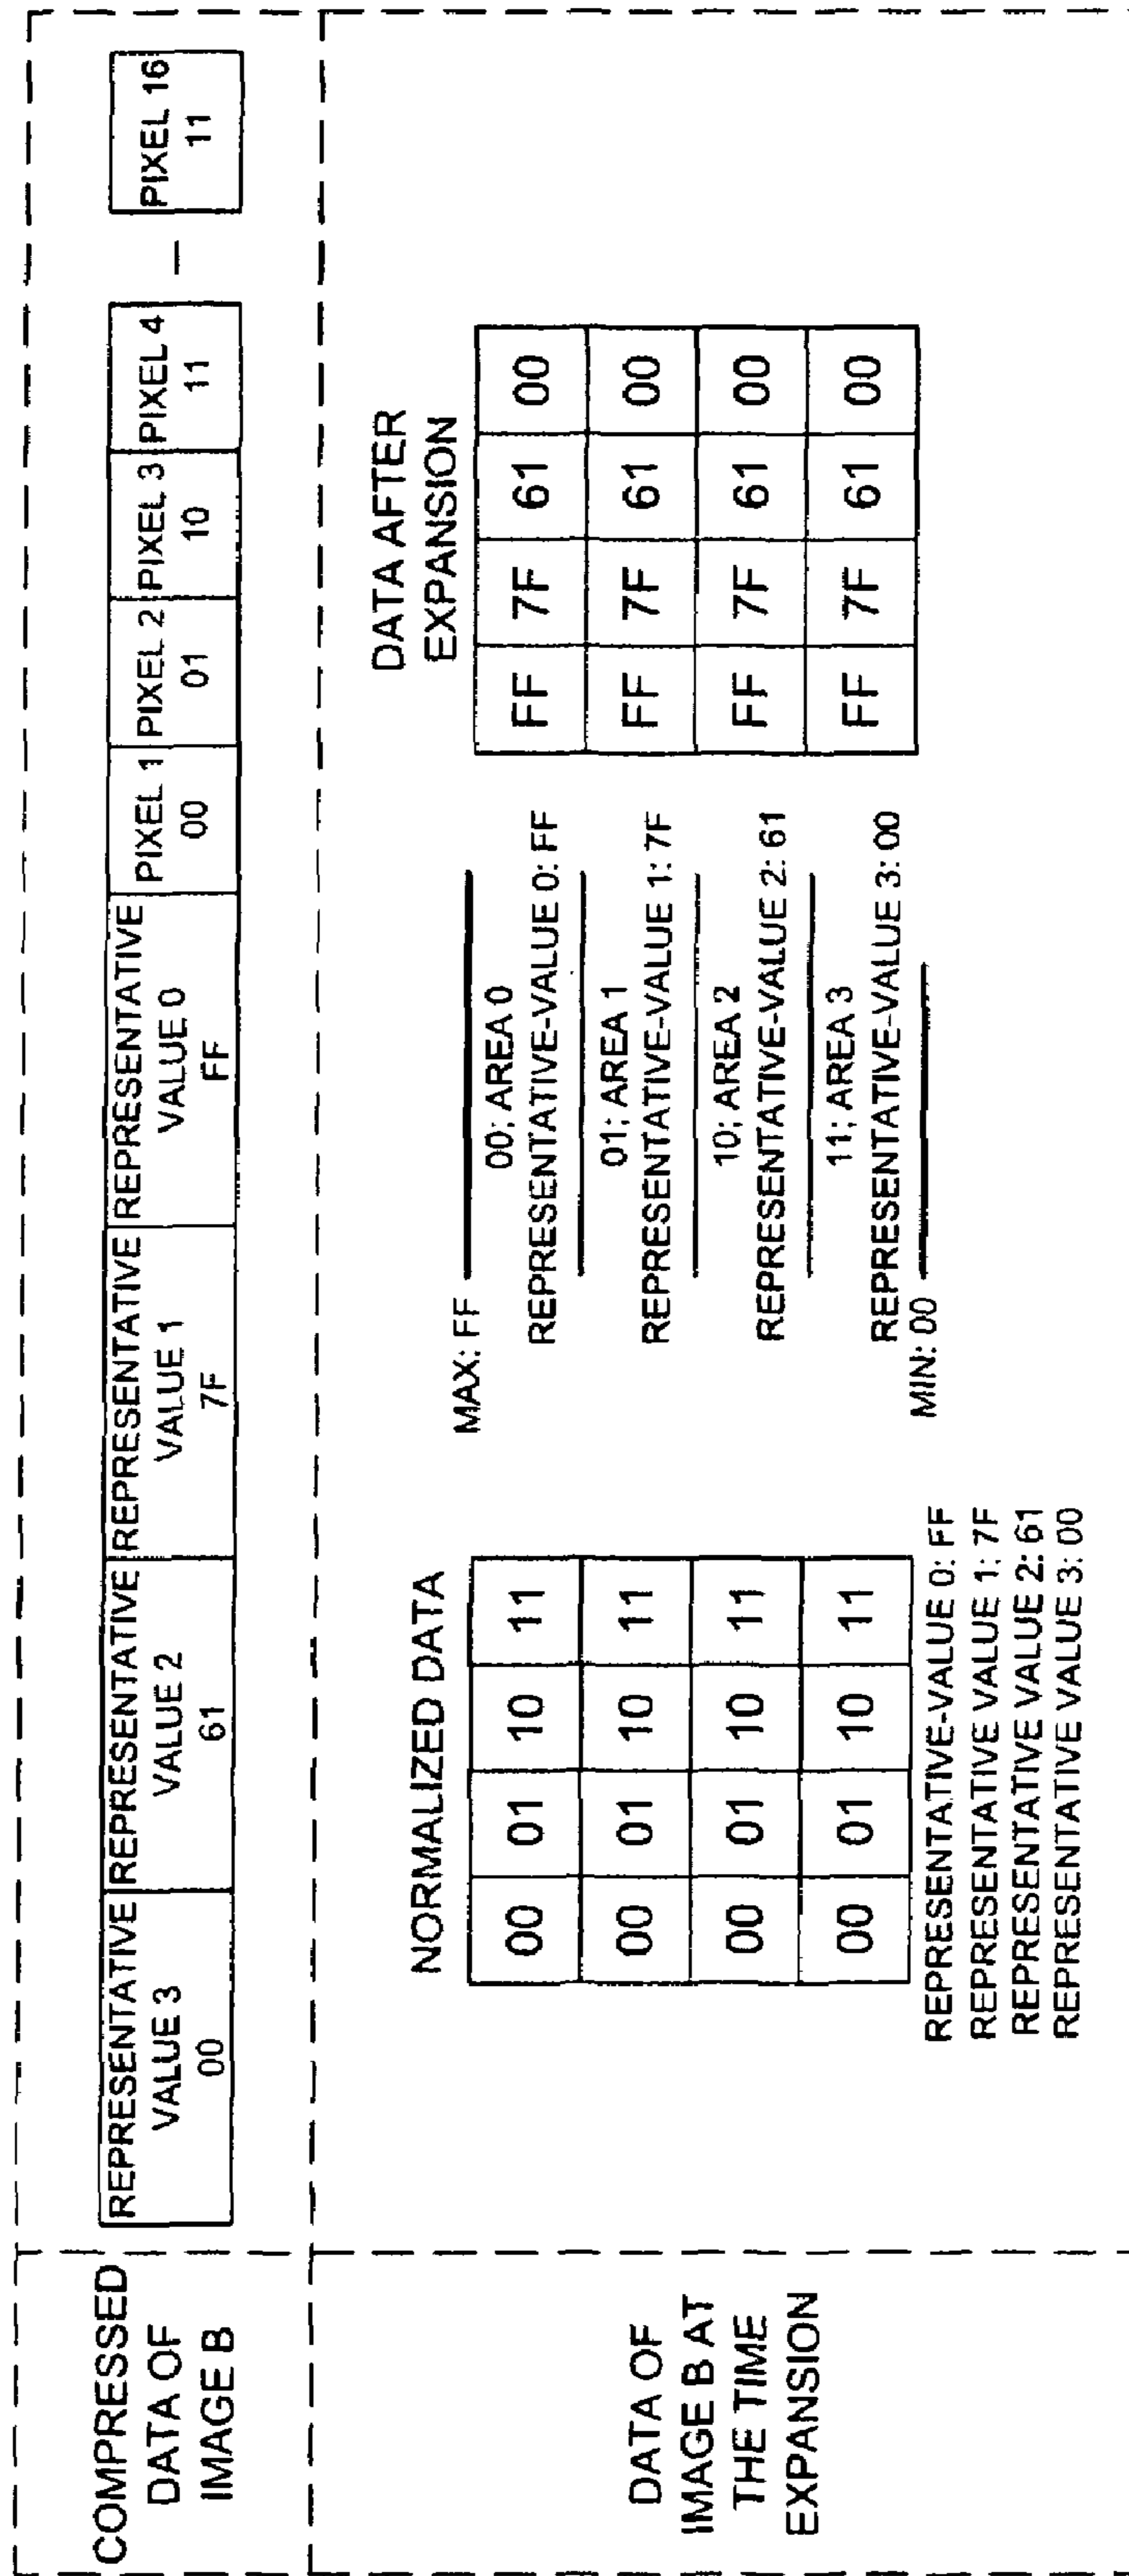 COMPRESSED
DATA OF
IMAGE B
REPRESENTATIVE
VALUE 3
00
REPRESENTATIVE
VALUE 2
61
REPRESENTATIVE
VALUE 1
7F
REPRESENTATIVE
VALUE 0
FF
PIXEL 1
00
PIXEL 2
01
PIXEL 3
10
PIXEL 4
11
—
PIXEL 16
11
DATA OF
IMAGE B AT
THE TIME
EXPANSION
NORMALIZED DATA
00 01 10 11
00 01 10 11
00 01 10 11
00 01 10 11
REPRESENTATIVE-VALUE 0: FF
REPRESENTATIVE VALUE 1: 7F
REPRESENTATIVE VALUE 2: 61
REPRESENTATIVE VALUE 3: 00
MAX: FF
00; AREA 0
REPRESENTATIVE-VALUE 0: FF
01; AREA 1
REPRESENTATIVE-VALUE 1: 7F
10; AREA 2
REPRESENTATIVE-VALUE 2: 61
11; AREA 3
REPRESENTATIVE-VALUE 3: 00
MIN: 00
DATA AFTER
EXPANSION
FF 7F 61 00
FF 7F 61 00
FF 7F 61 00
FF 7F 61 00